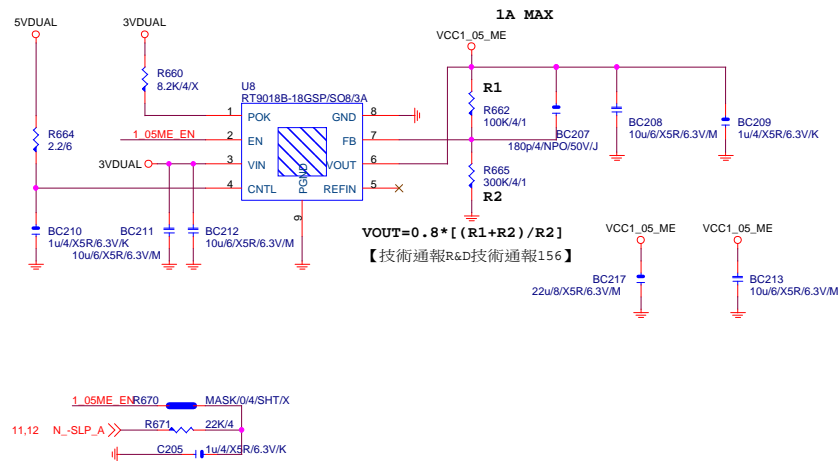 1A MAX
5VDUAL
3VDUAL
VCC1_05_ME
R660
8.2K/4/X
U8
RT9018B-18GSP/SO8/3A
R1
R662
100K/4/1
1 POK GND 8
1_05ME_EN 2 EN FB 7
3VDUAL 3 VIN VOUT 6
4 CNTL REFIN 5
PGND
9
R664
2.2/6
BC207
180p/4/NPO/50V/J
BC208
10u/6/X5R/6.3V/M
BC209
1u/4/X5R/6.3V/K
R665
300K/4/1
R2
BC210
1u/4/X5R/6.3V/K
BC211
10u/6/X5R/6.3V/M
BC212
10u/6/X5R/6.3V/M
VOUT=0.8*[(R1+R2)/R2]
【技術通報R&D技術通報156】
VCC1_05_ME
VCC1_05_ME
BC217
22u/8/X5R/6.3V/M
BC213
10u/6/X5R/6.3V/M
1_05ME_EN R670 MASK/0/4/SHT/X
11,12 N_-SLP_A R671 22K/4
C205 1u/4/X5R/6.3V/K